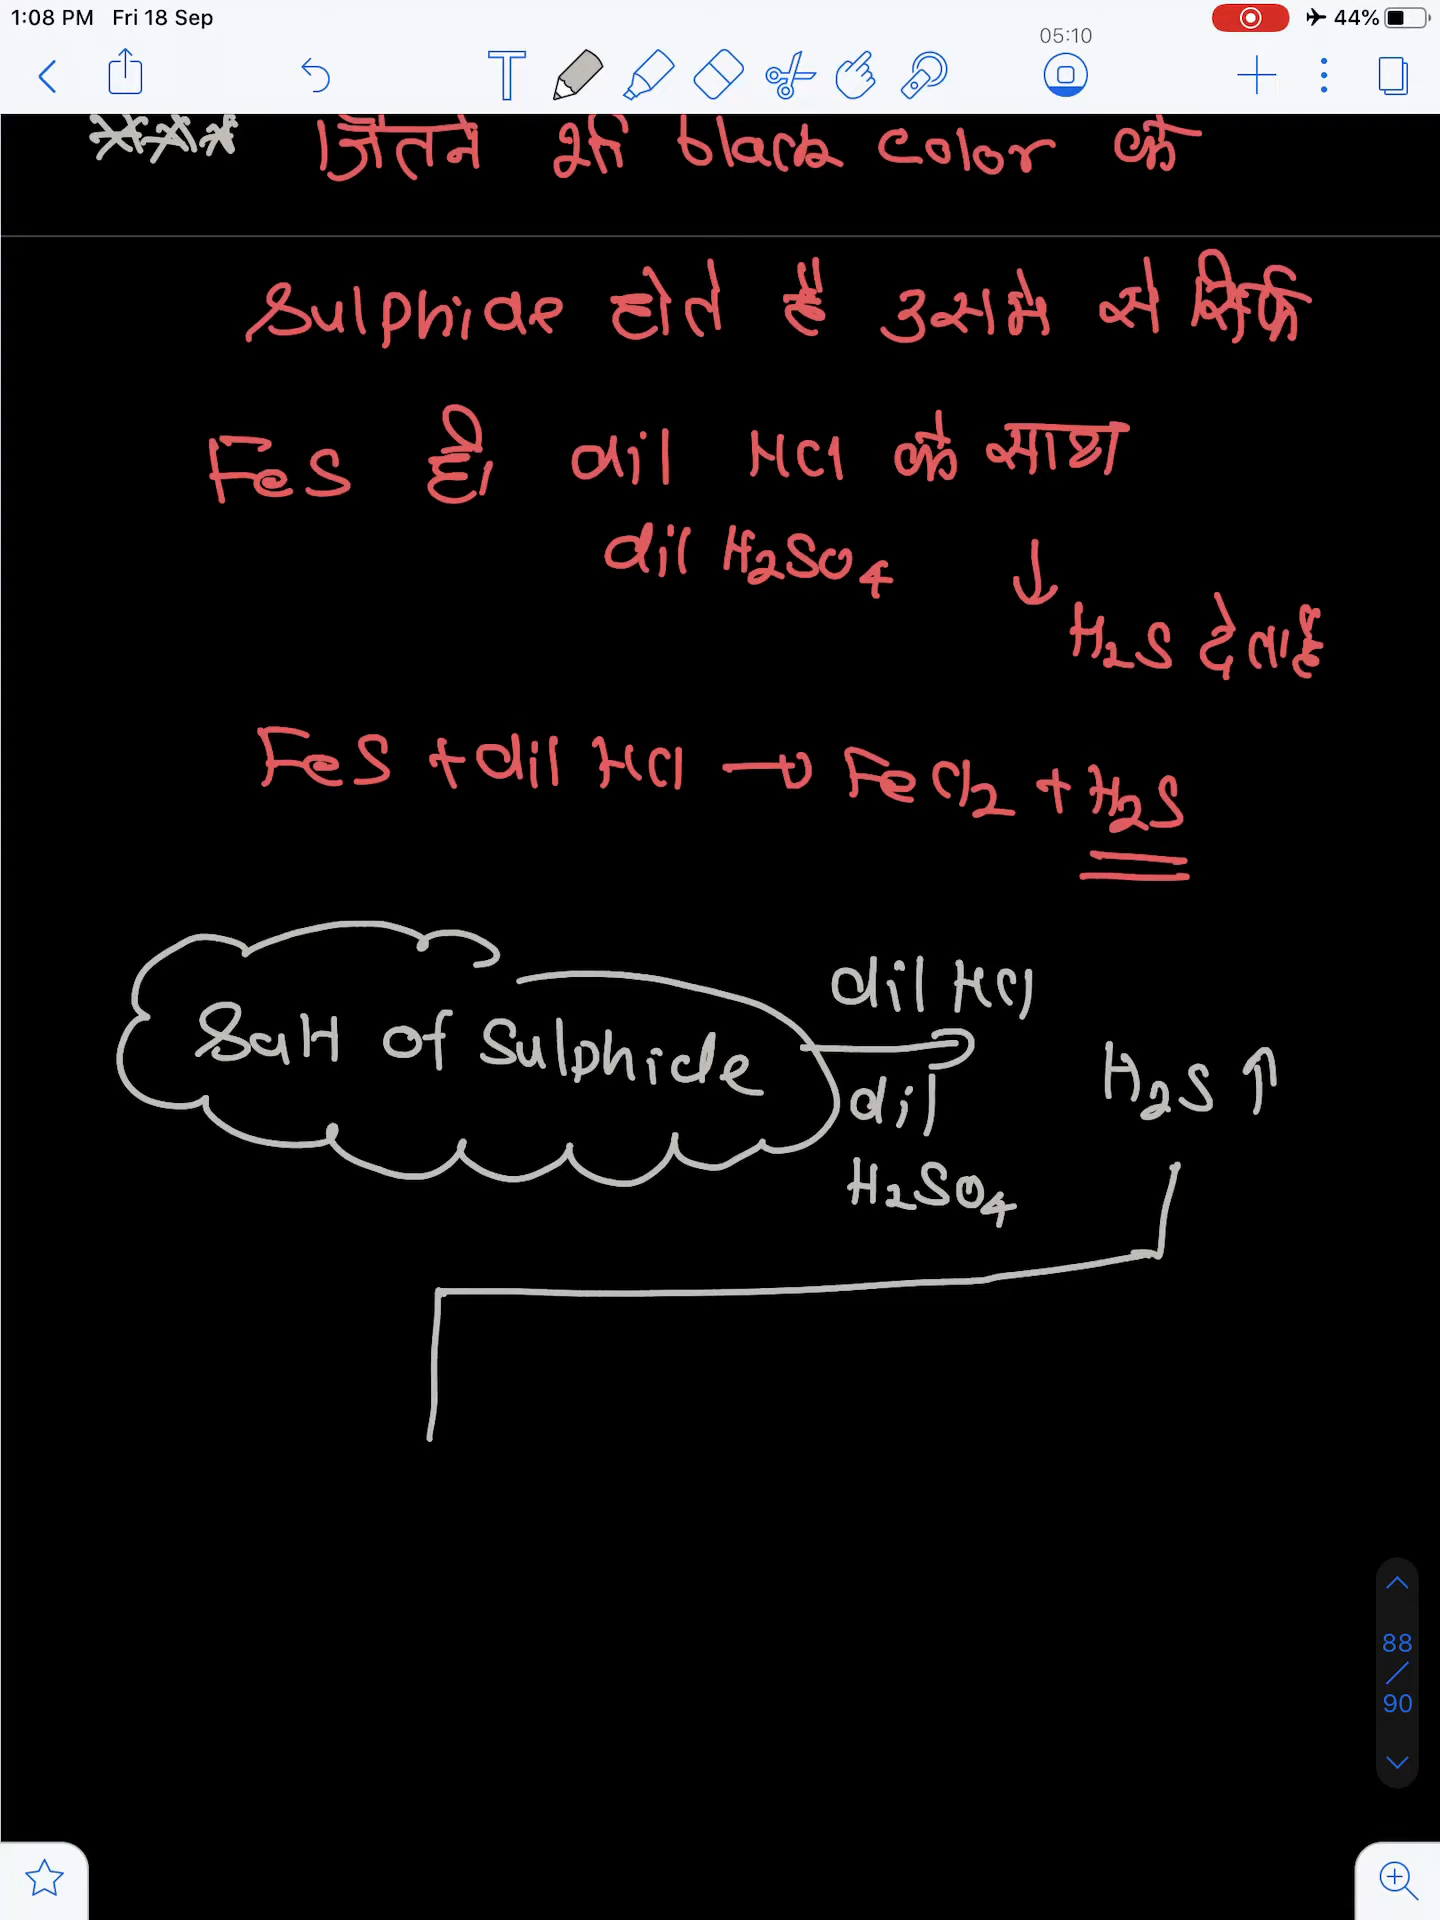 1:08 PM Fri 18 Sep 44%
05:10
*** जितने भी black color के
Sulphide होते हैं उसमे से सिर्फ
FeS ही dil HCl के साथ
dil H2SO4 ↓
H2S देता है
FeS + dil HCl → FeCl2 + H2S
dil HCl
Salt of Sulphide → H2S ↑
dil
H2SO4
88
/
90